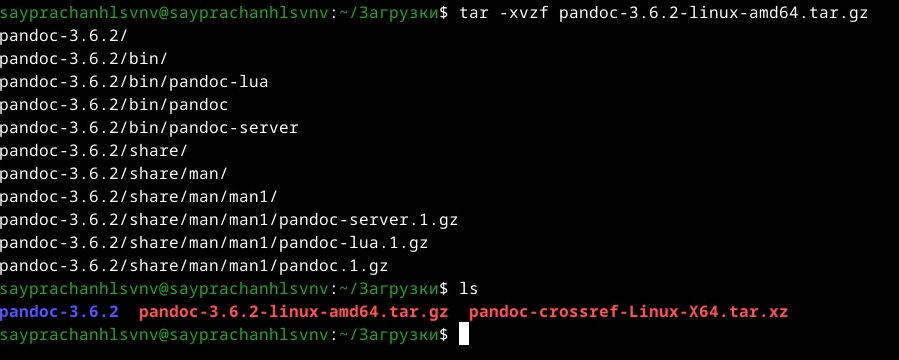 sayprachanhlsvnv@sayprachanhlsvnv:~/Загрузки$ tar -xvzf pandoc-3.6.2-linux-amd64.tar.gz
pandoc-3.6.2/
pandoc-3.6.2/bin/
pandoc-3.6.2/bin/pandoc-lua
pandoc-3.6.2/bin/pandoc
pandoc-3.6.2/bin/pandoc-server
pandoc-3.6.2/share/
pandoc-3.6.2/share/man/
pandoc-3.6.2/share/man/man1/
pandoc-3.6.2/share/man/man1/pandoc-server.1.gz
pandoc-3.6.2/share/man/man1/pandoc-lua.1.gz
pandoc-3.6.2/share/man/man1/pandoc.1.gz
sayprachanhlsvnv@sayprachanhlsvnv:~/Загрузки$ ls
pandoc-3.6.2  pandoc-3.6.2-linux-amd64.tar.gz  pandoc-crossref-Linux-X64.tar.xz
sayprachanhlsvnv@sayprachanhlsvnv:~/Загрузки$